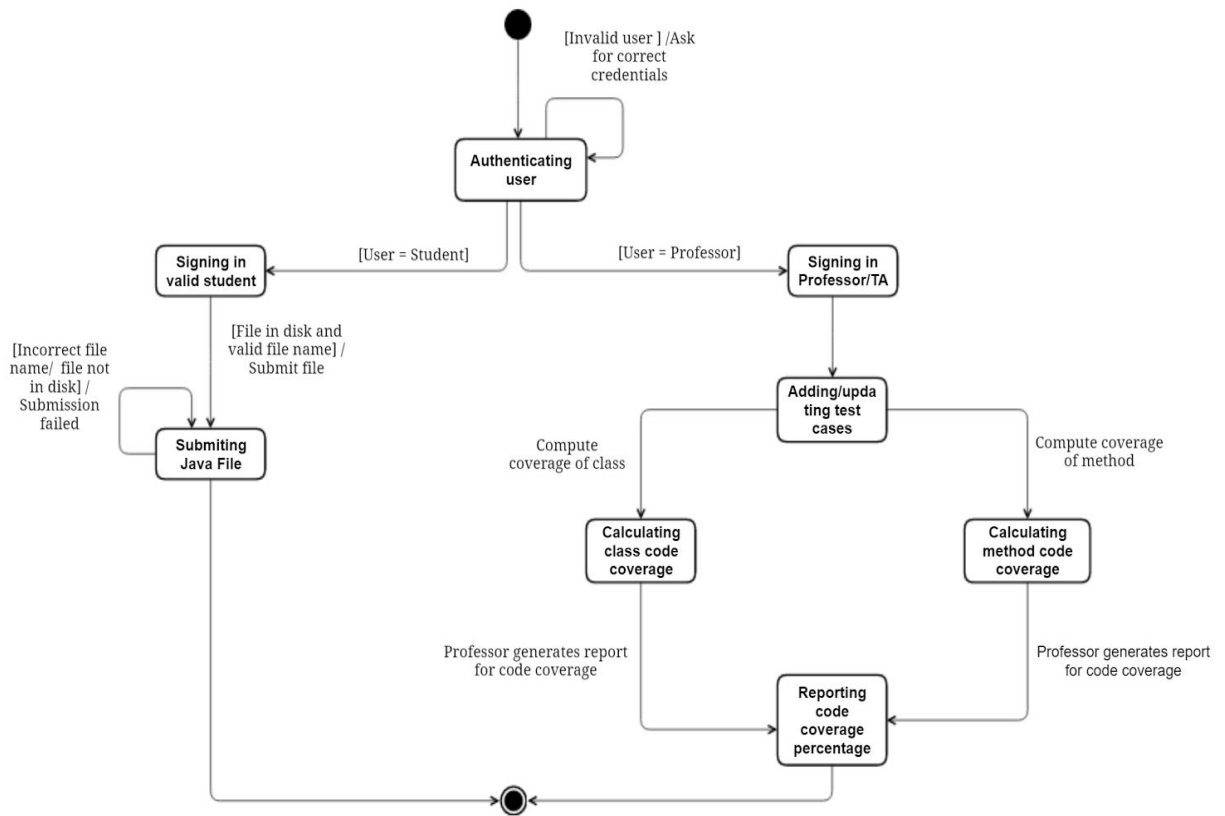 [Invalid user ] /Ask
for correct
credentials
Authenticating
user
[User = Student]
[User = Professor]
Signing in
valid student
Signing in
Professor/TA
[File in disk and
valid file name] /
Submit file
[Incorrect file
name/  file not
in disk] /
Submission
failed
Adding/upda
ting test
cases
Submiting
Java File
Compute
coverage of class
Compute coverage
of method
Calculating
class code
coverage
Calculating
method code
coverage
Professor generates report
for code coverage
Professor generates report
for code coverage
Reporting
code
coverage
percentage